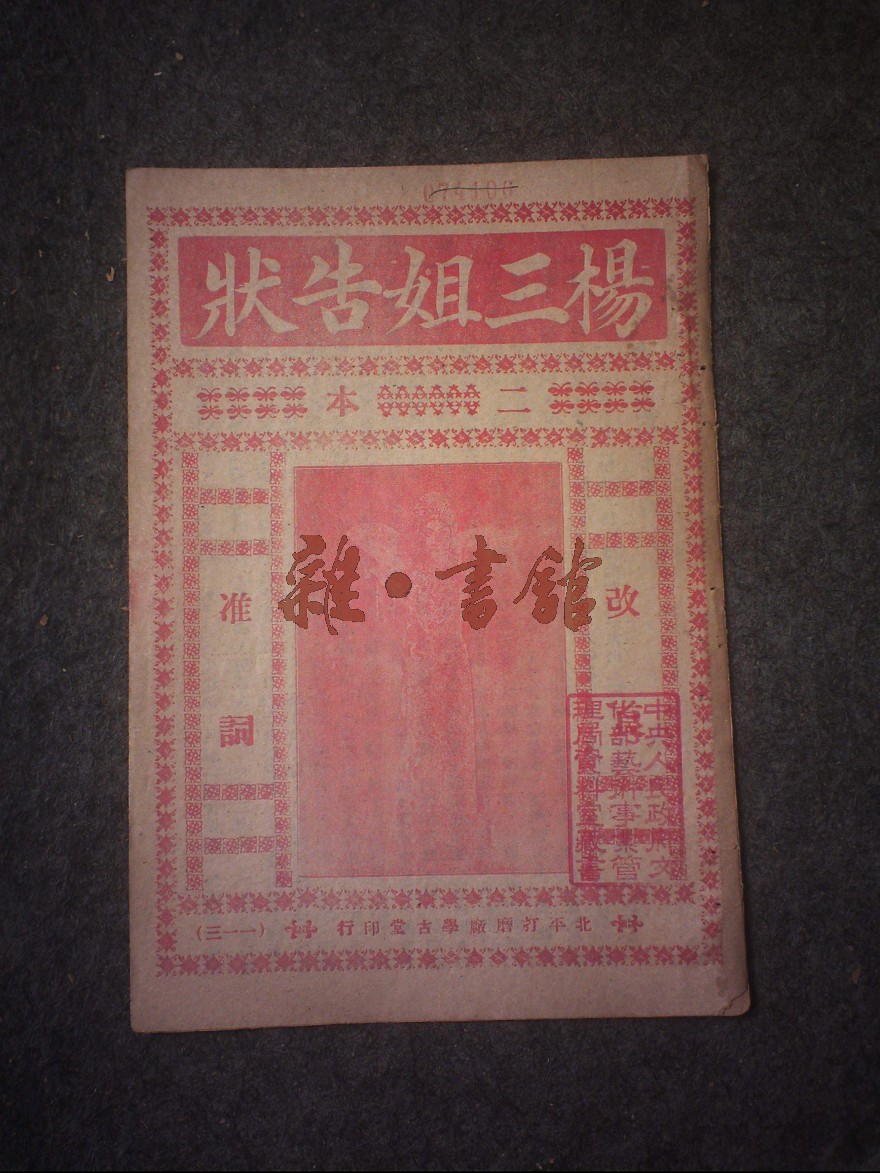 楊三姐告狀
二本
改
准詞
雜·書館
中央人民政府文
化部藝術事業管
理局資料室藏書
北平打磨廠學古堂印行 (一一三)